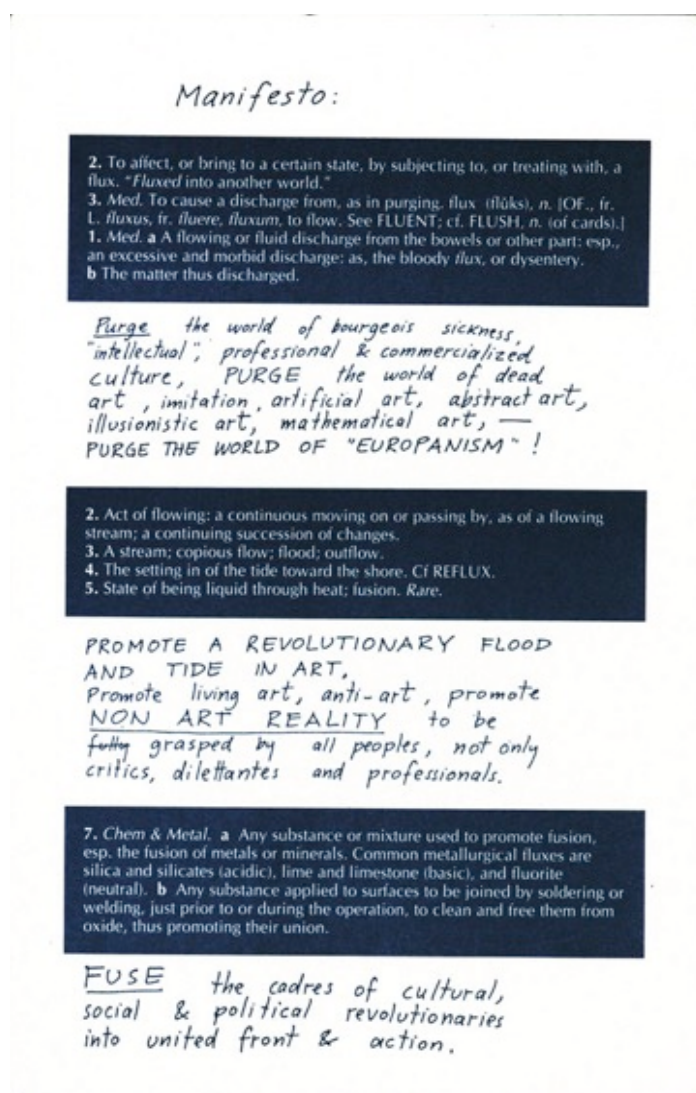 Manifesto:
2. To affect, or bring to a certain state, by subjecting to, or treating with, a
flux. "Fluxed into another world."
3. Med. To cause a discharge from, as in purging. flux (flŭks), n. [OF., fr.
L. fluxus, fr. fluere, fluxum, to flow. See FLUENT; cf. FLUSH, n. (of cards).]
1. Med. a A flowing or fluid discharge from the bowels or other part: esp.,
an excessive and morbid discharge: as, the bloody flux, or dysentery.
b The matter thus discharged.
Purge the world of bourgeois sickness,
"intellectual", professional & commercialized
culture, PURGE the world of dead
art, imitation, artificial art, abstract art,
illusionistic art, mathematical art, —
PURGE THE WORLD OF "EUROPANISM"!
2. Act of flowing: a continuous moving on or passing by, as of a flowing
stream; a continuing succession of changes.
3. A stream; copious flow; flood; outflow.
4. The setting in of the tide toward the shore. Cf REFLUX.
5. State of being liquid through heat; fusion. Rare.
PROMOTE A REVOLUTIONARY FLOOD
AND TIDE IN ART,
Promote living art, anti-art, promote
NON ART REALITY to be
fully grasped by all peoples, not only
critics, dilettantes and professionals.
7. Chem & Metal. a Any substance or mixture used to promote fusion,
esp. the fusion of metals or minerals. Common metallurgical fluxes are
silica and silicates (acidic), lime and limestone (basic), and fluorite
(neutral). b Any substance applied to surfaces to be joined by soldering or
welding, just prior to or during the operation, to clean and free them from
oxide, thus promoting their union.
FUSE the cadres of cultural,
social & political revolutionaries
into united front & action.